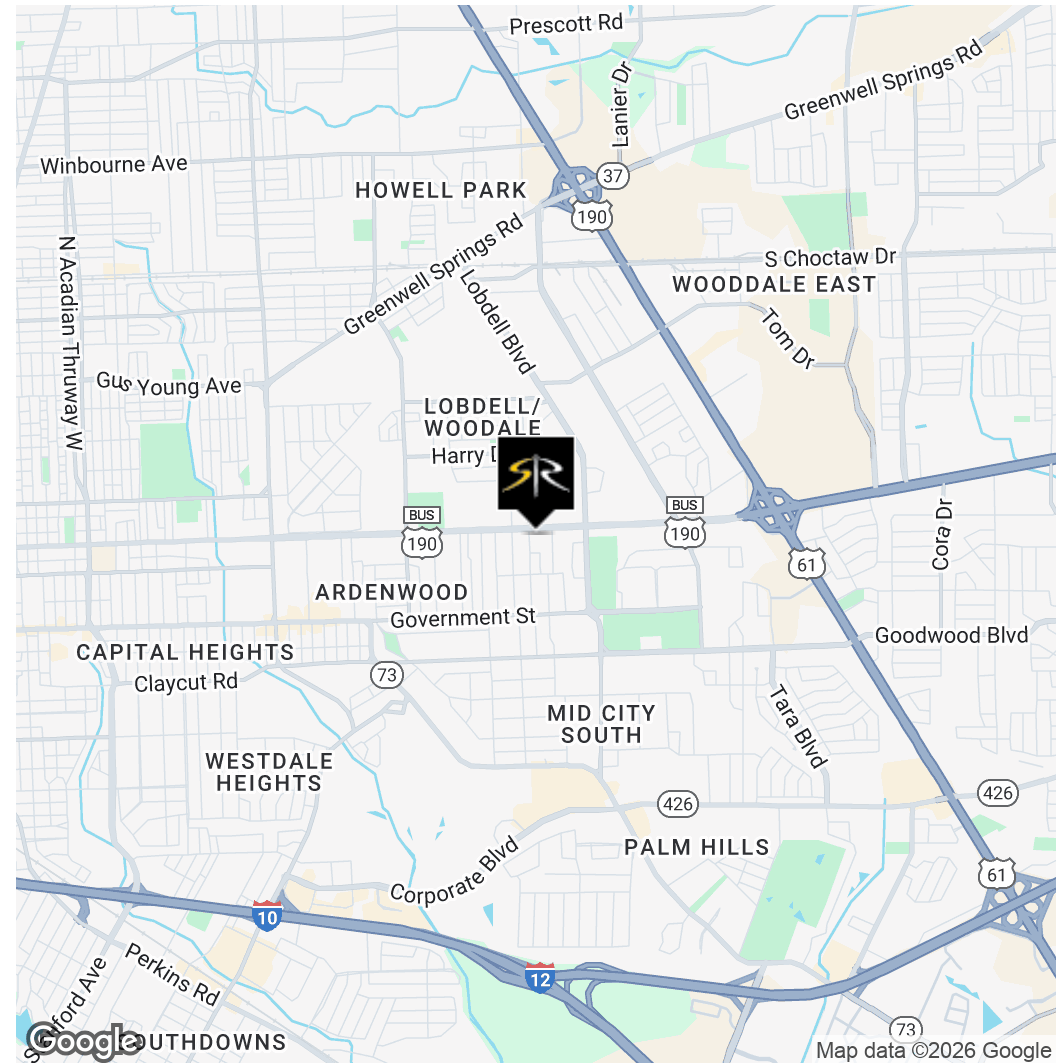 Prescott Rd
Greenwell Springs Rd
Lanier Dr
Winbourne Ave
37
HOWELL PARK
190
Greenwell Springs Rd
S Choctaw Dr
WOODDALE EAST
N Acadian Thruway W
Lobdell Blvd
Tom Dr
Gus Young Ave
LOBDELL/
WOODALE
Harry
SR
BUS
190
BUS
190
Cora Dr
61
ARDENWOOD
Government St
Goodwood Blvd
CAPITAL HEIGHTS
Claycut Rd
73
Tara Blvd
MID CITY
SOUTH
WESTDALE
HEIGHTS
426
426
PALM HILLS
Corporate Blvd
61
10
Perkins Rd
12
73
Google
Map data ©2026 Google